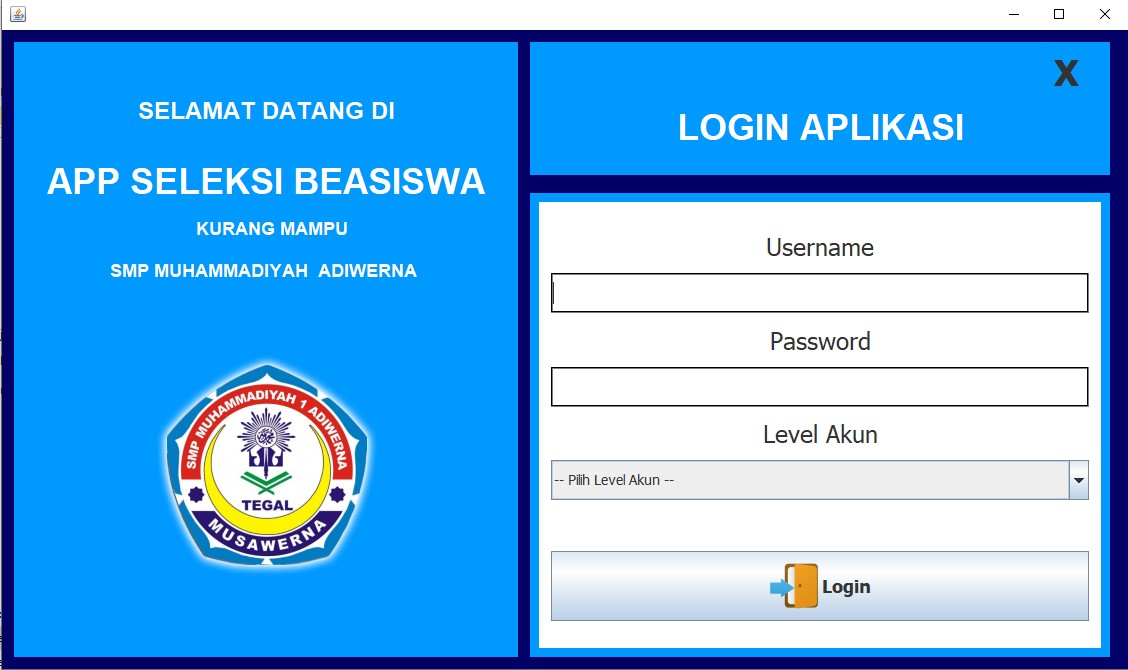 SELAMAT DATANG DI
APP SELEKSI BEASISWA
KURANG MAMPU
SMP MUHAMMADIYAH  ADIWERNA
SMP MUHAMMADIYAH 1 ADIWERNA
TEGAL
MUSAWERNA
X
LOGIN APLIKASI
Username
Password
Level Akun
-- Pilih Level Akun --
Login